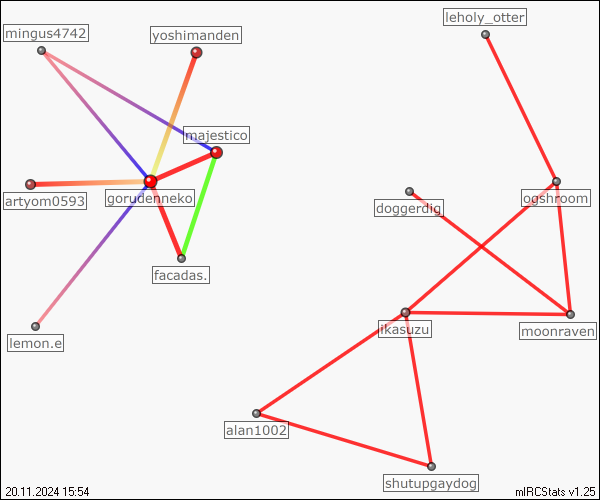 leholy_otter
mingus4742
yoshimanden
majestico
artyom0593
gorudenneko
ogshroom
doggerdig
facadas.
ikasuzu
moonraven
lemon.e
alan1002
shutupgaydog
20.11.2024 15:54
mIRCStats v1.25